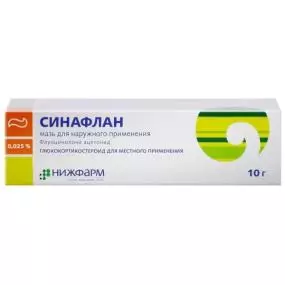 СИНАФЛАН
мазь для наружного применения
Флуоцинолона ацетонид
0,025 %
ГЛЮКОКОРТИКОСТЕРОИД ДЛЯ МЕСТНОГО ПРИМЕНЕНИЯ
НИЖФАРМ
10 г